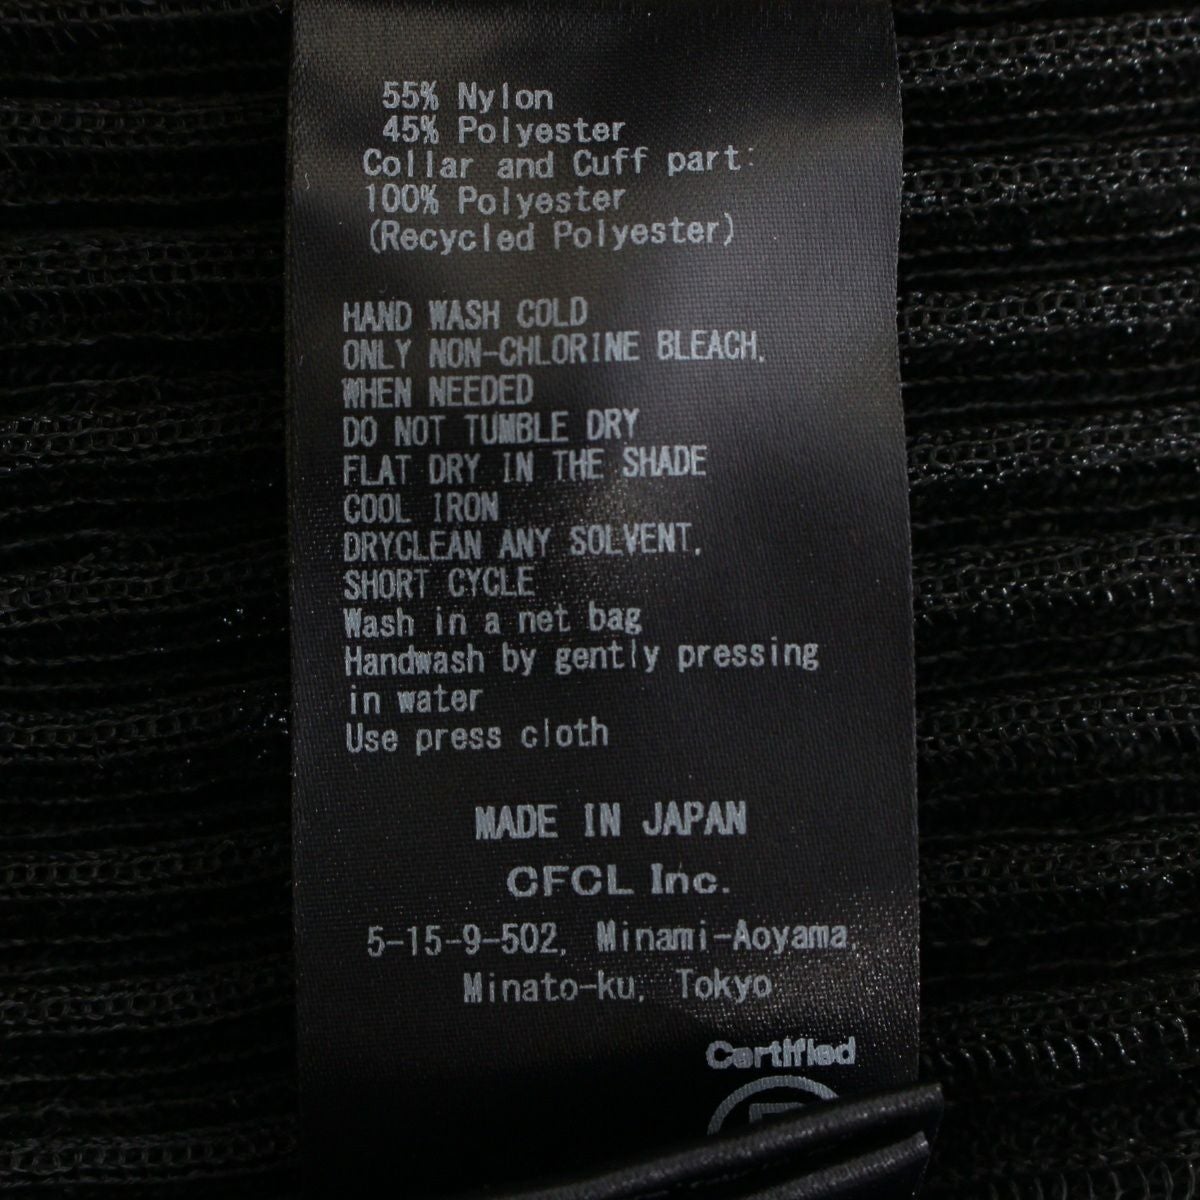 55% Nylon
45% Polyester
Collar and Cuff part:
100% Polyester
(Recycled Polyester)
HAND WASH COLD
ONLY NON-CHLORINE BLEACH.
WHEN NEEDED
DO NOT TUMBLE DRY
FLAT DRY IN THE SHADE
COOL IRON
DRYCLEAN ANY SOLVENT.
SHORT CYCLE
Wash in a net bag
Handwash by gently pressing
in water
Use press cloth
MADE IN JAPAN
CFCL Inc.
5-15-9-502, Minami-Aoyama,
Minato-ku, Tokyo
Certified